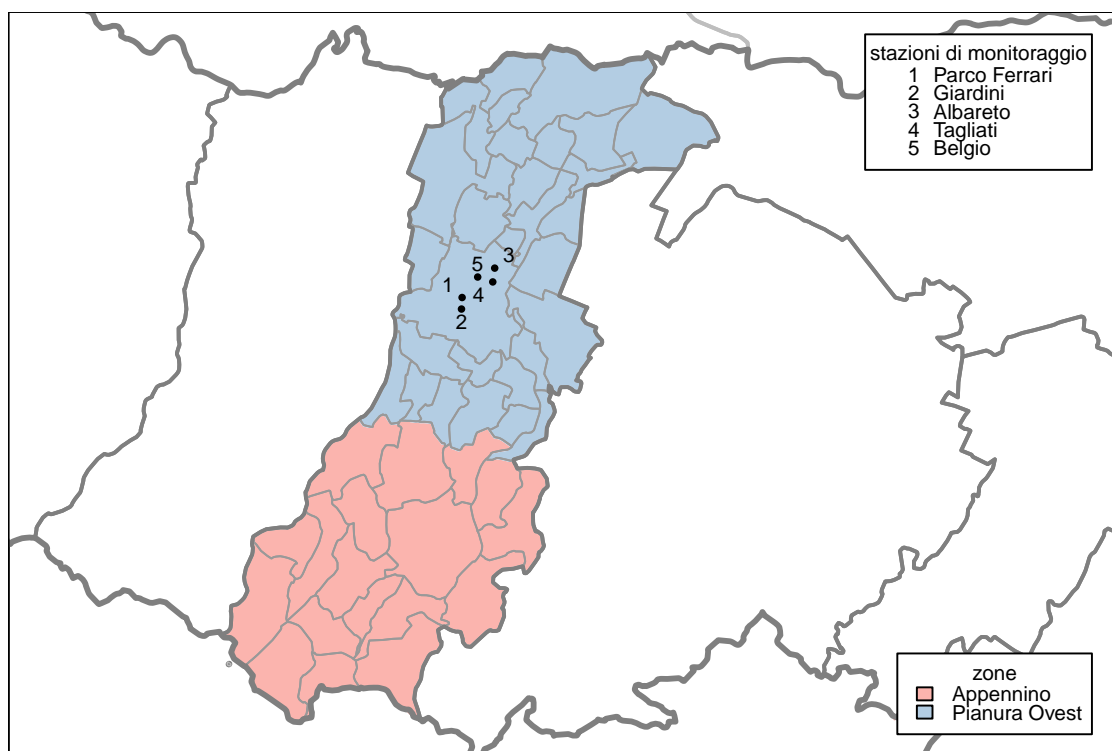 stazioni di monitoraggio
1 Parco Ferrari
2 Giardini
3 Albareto
4 Tagliati
5 Belgio
3
5
1
4
2
zone
Appennino
Pianura Ovest